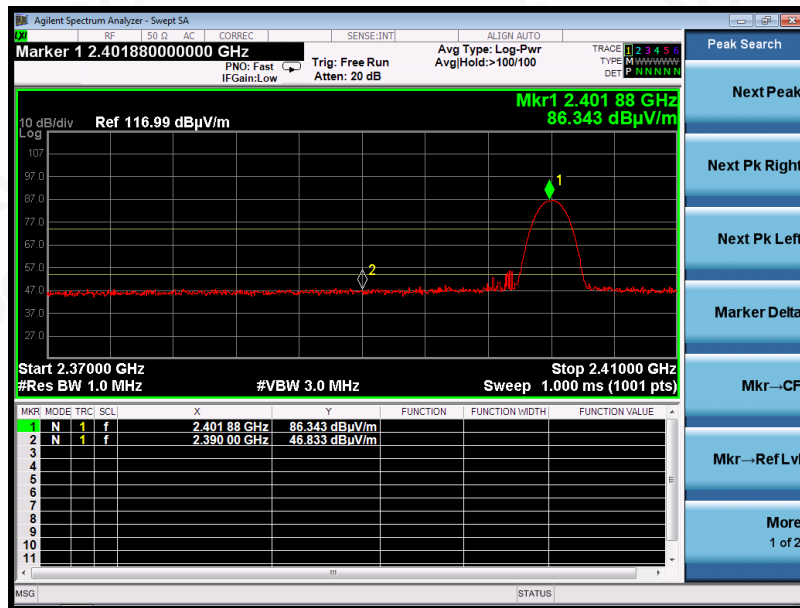 Agilent Spectrum Analyzer - Swept SA
LXI RF 50 Ω AC CORREC SENSE:INT ALIGN AUTO
Marker 1 2.401880000000 GHz
PNO: Fast
IFGain:Low
Trig: Free Run
Atten: 20 dB
Avg Type: Log-Pwr
Avg|Hold:>100/100
TRACE 1 2 3 4 5 6
TYPE M W W W W W
DET P N N N N N
Mkr1 2.401 88 GHz
86.343 dBµV/m
10 dB/div Ref 116.99 dBµV/m
Log
107
97.0
87.0
77.0
67.0
57.0
47.0
37.0
27.0
1
2
Start 2.37000 GHz Stop 2.41000 GHz
#Res BW 1.0 MHz #VBW 3.0 MHz Sweep 1.000 ms (1001 pts)
MKR MODE TRC SCL X Y FUNCTION FUNCTION WIDTH FUNCTION VALUE
1 N 1 f 2.401 88 GHz 86.343 dBµV/m
2 N 1 f 2.390 00 GHz 46.833 dBµV/m
3
4
5
6
7
8
9
10
11
MSG STATUS
Peak Search
Next Peak
Next Pk Right
Next Pk Left
Marker Delta
Mkr→CF
Mkr→Ref Lvl
More
1 of 2